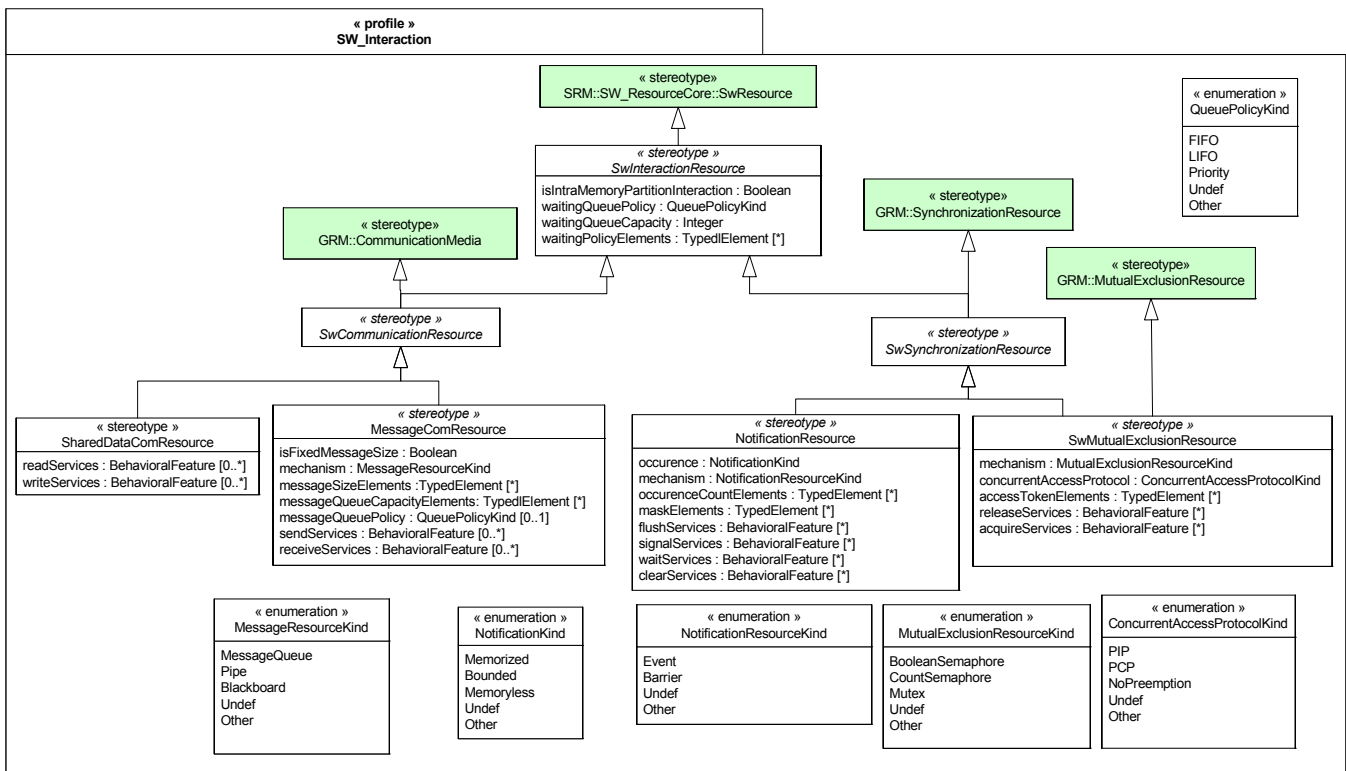 « profile »
SW_Interaction
« stereotype»
SRM::SW_ResourceCore::SwResource
« enumeration »
QueuePolicyKind
FIFO
LIFO
Priority
Undef
Other
« stereotype »
SwInteractionResource
isIntraMemoryPartitionInteraction : Boolean
waitingQueuePolicy : QueuePolicyKind
waitingQueueCapacity : Integer
waitingPolicyElements : TypedlElement [*]
« stereotype»
GRM::SynchronizationResource
« stereotype»
GRM::CommunicationMedia
« stereotype»
GRM::MutualExclusionResource
« stereotype »
SwCommunicationResource
« stereotype »
SwSynchronizationResource
« stereotype »
SharedDataComResource
readServices : BehavioralFeature [0..*]
writeServices : BehavioralFeature [0..*]
« stereotype »
MessageComResource
isFixedMessageSize : Boolean
mechanism : MessageResourceKind
messageSizeElements :TypedElement [*]
messageQueueCapacityElements: TypedlElement [*]
messageQueuePolicy : QueuePolicyKind [0..1]
sendServices : BehavioralFeature [0..*]
receiveServices : BehavioralFeature [0..*]
« stereotype »
NotificationResource
occurence : NotificationKind
mechanism : NotificationResourceKind
occurenceCountElements : TypedElement [*]
maskElements : TypedElement [*]
flushServices : BehavioralFeature [*]
signalServices : BehavioralFeature [*]
waitServices : BehavioralFeature [*]
clearServices : BehavioralFeature [*]
« stereotype »
SwMutualExclusionResource
mechanism : MutualExclusionResourceKind
concurrentAccessProtocol : ConcurrentAccessProtocolKind
accessTokenElements : TypedElement [*]
releaseServices : BehavioralFeature [*]
acquireServices : BehavioralFeature [*]
« enumeration »
MessageResourceKind
MessageQueue
Pipe
Blackboard
Undef
Other
« enumeration »
NotificationKind
Memorized
Bounded
Memoryless
Undef
Other
« enumeration »
NotificationResourceKind
Event
Barrier
Undef
Other
« enumeration »
MutualExclusionResourceKind
BooleanSemaphore
CountSemaphore
Mutex
Undef
Other
« enumeration »
ConcurrentAccessProtocolKind
PIP
PCP
NoPreemption
Undef
Other